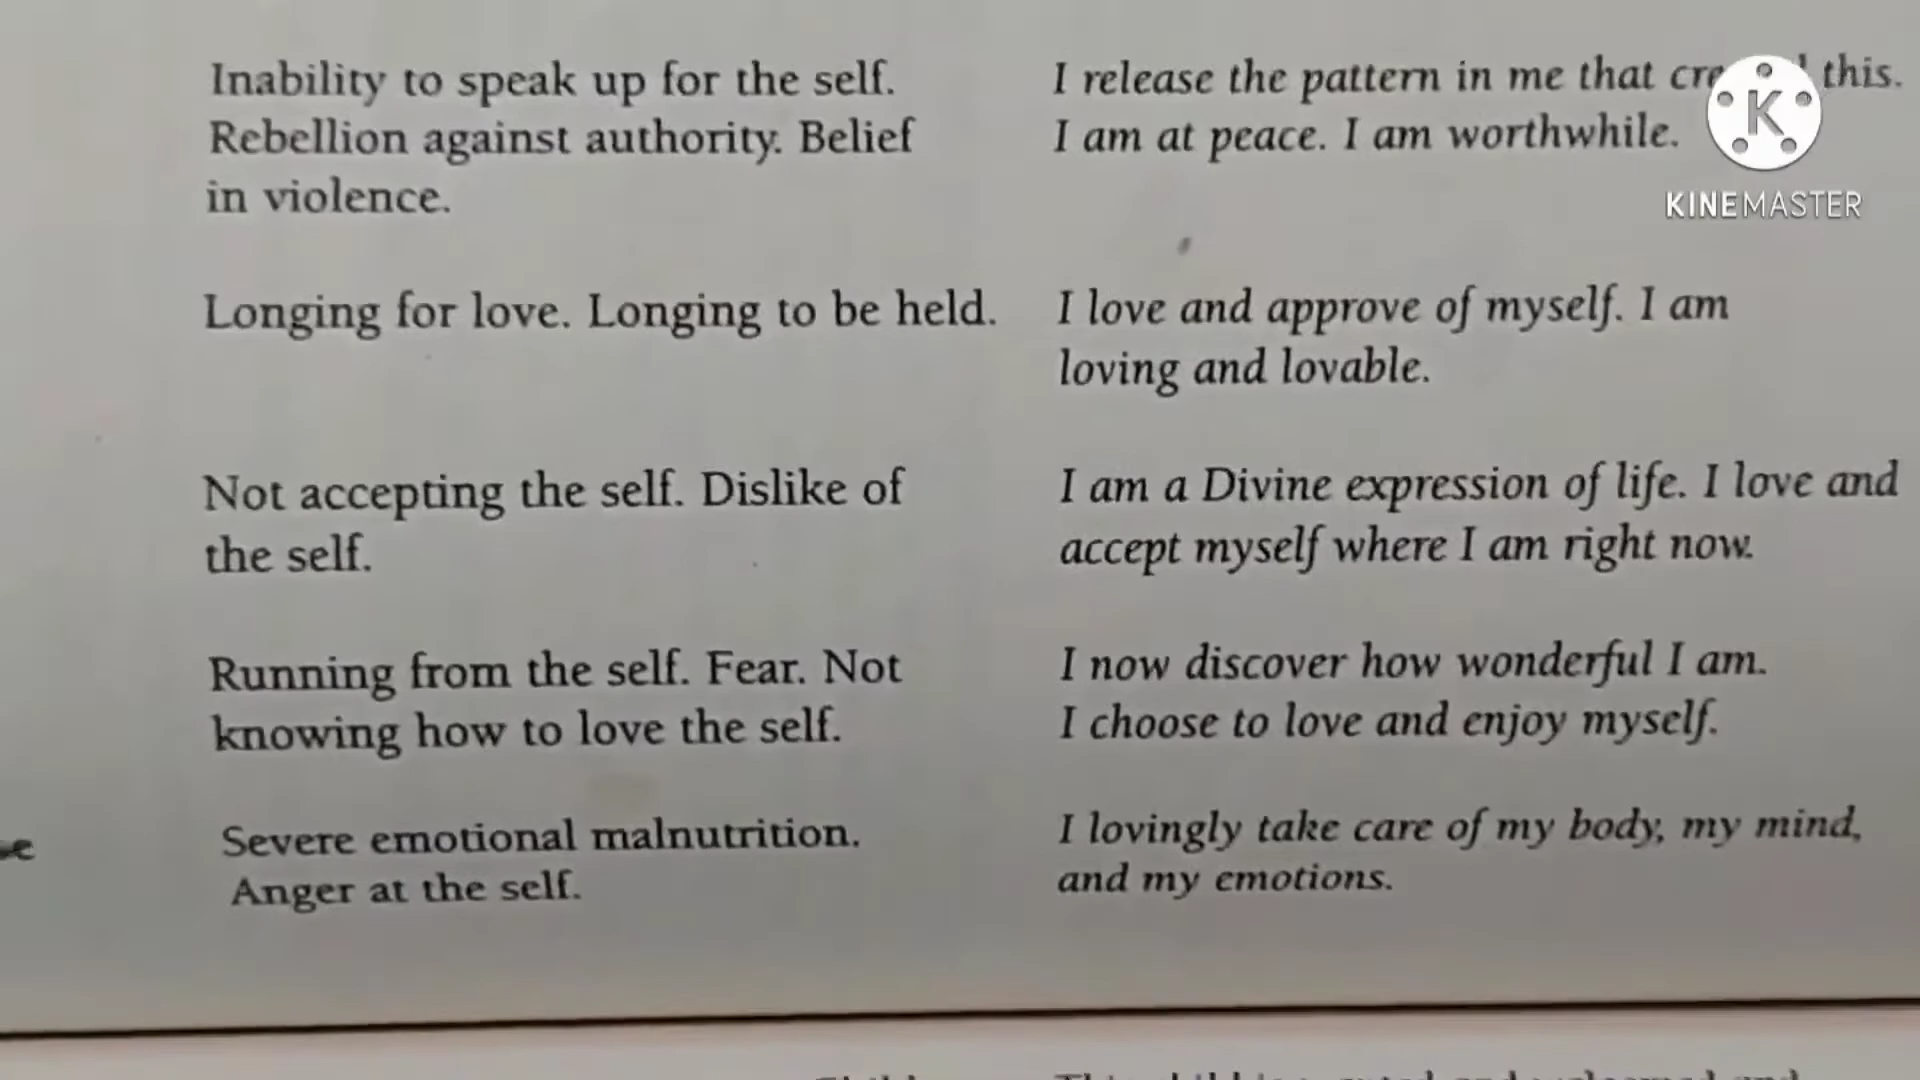 Inability to speak up for the self.
Rebellion against authority. Belief
in violence.
I release the pattern in me that this.
I am at peace. I am worthwhile.
K
KINEMASTER
Longing for love. Longing to be held.
I love and approve of myself. I am
loving and lovable.
Not accepting the self. Dislike of
the self.
I am a Divine expression of life. I love and
accept myself where I am right now.
Running from the self. Fear. Not
knowing how to love the self.
I now discover how wonderful I am.
I choose to love and enjoy myself.
Severe emotional malnutrition.
Anger at the self.
I lovingly take care of my body, my mind,
and my emotions.